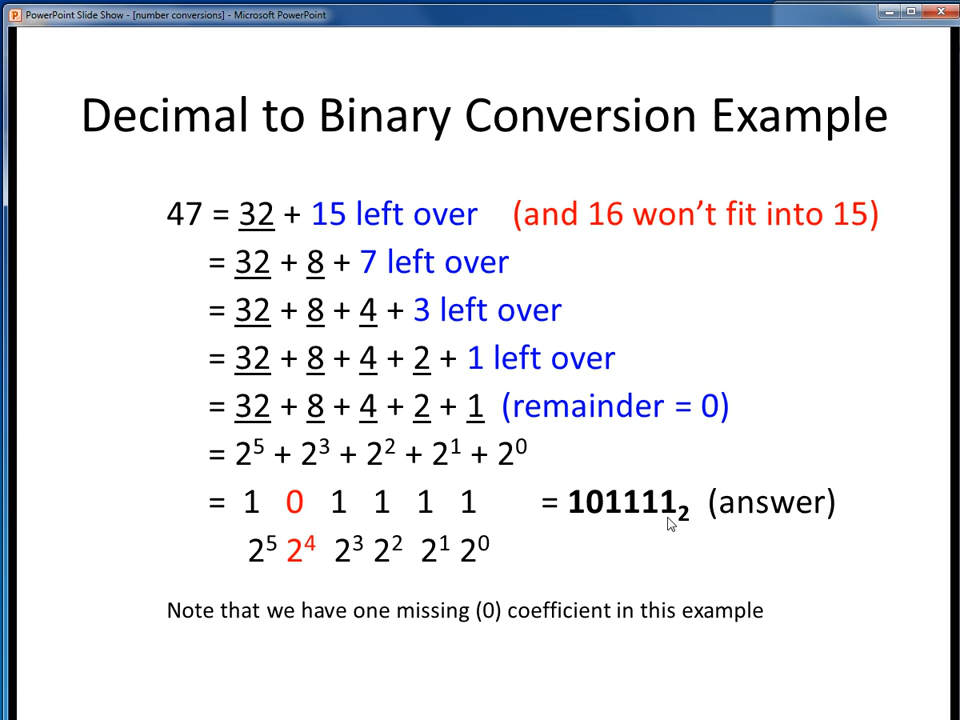 PowerPoint Slide Show - [number conversions] - Microsoft PowerPoint
Decimal to Binary Conversion Example
47 = 32 + 15 left over (and 16 won’t fit into 15)
= 32 + 8 + 7 left over
= 32 + 8 + 4 + 3 left over
= 32 + 8 + 4 + 2 + 1 left over
= 32 + 8 + 4 + 2 + 1 (remainder = 0)
= 2⁵ + 2³ + 2² + 2¹ + 2⁰
= 1 0 1 1 1 1 = 101111₂ (answer)
2⁵ 2⁴ 2³ 2² 2¹ 2⁰
Note that we have one missing (0) coefficient in this example